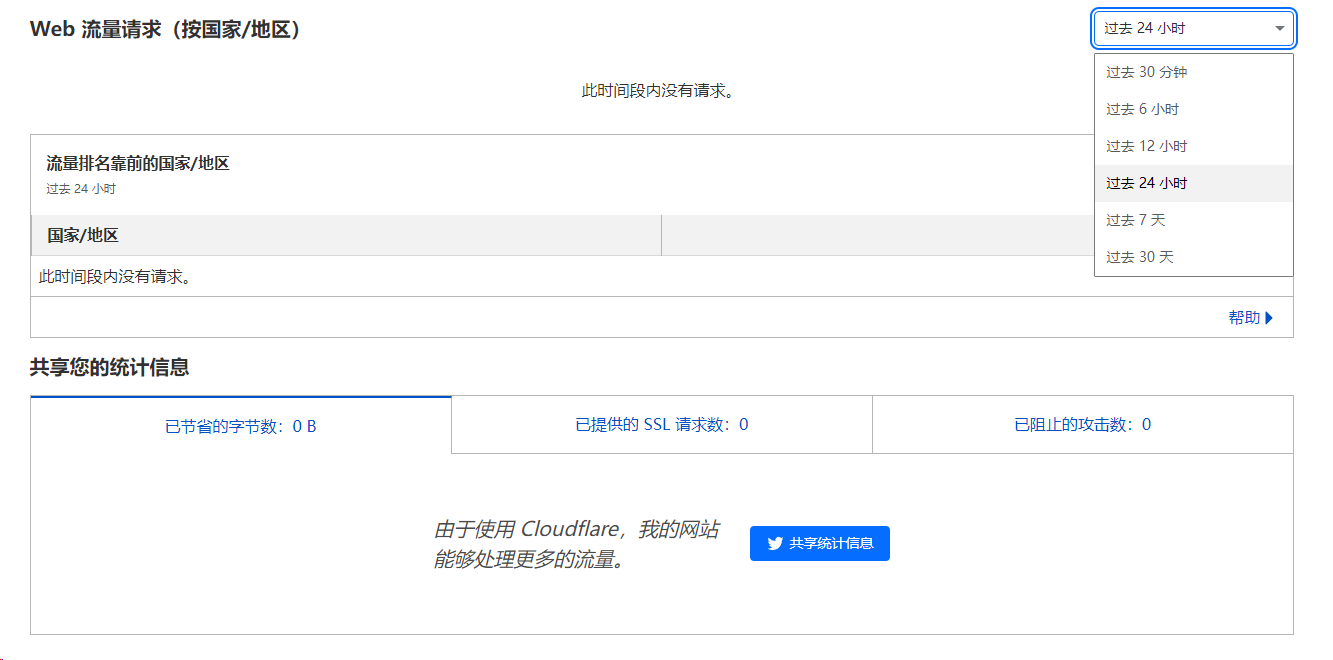 Web 流量请求（按国家/地区）
过去 24 小时
过去 30 分钟
此时间段内没有请求。
过去 6 小时
过去 12 小时
流量排名靠前的国家/地区
过去 24 小时
过去 24 小时
过去 7 天
国家/地区
过去 30 天
此时间段内没有请求。
帮助
共享您的统计信息
已节省的字节数：0 B
已提供的 SSL 请求数：0
已阻止的攻击数：0
由于使用 Cloudflare，我的网站
能够处理更多的流量。
共享统计信息